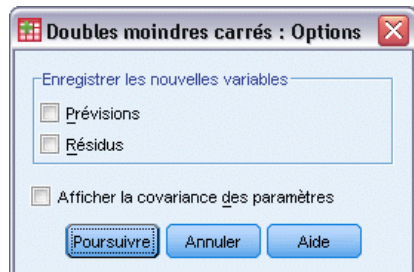 Doubles moindres carrés : Options
Enregistrer les nouvelles variables
Prévisions
Résidus
Afficher la covariance des paramètres
Poursuivre Annuler Aide